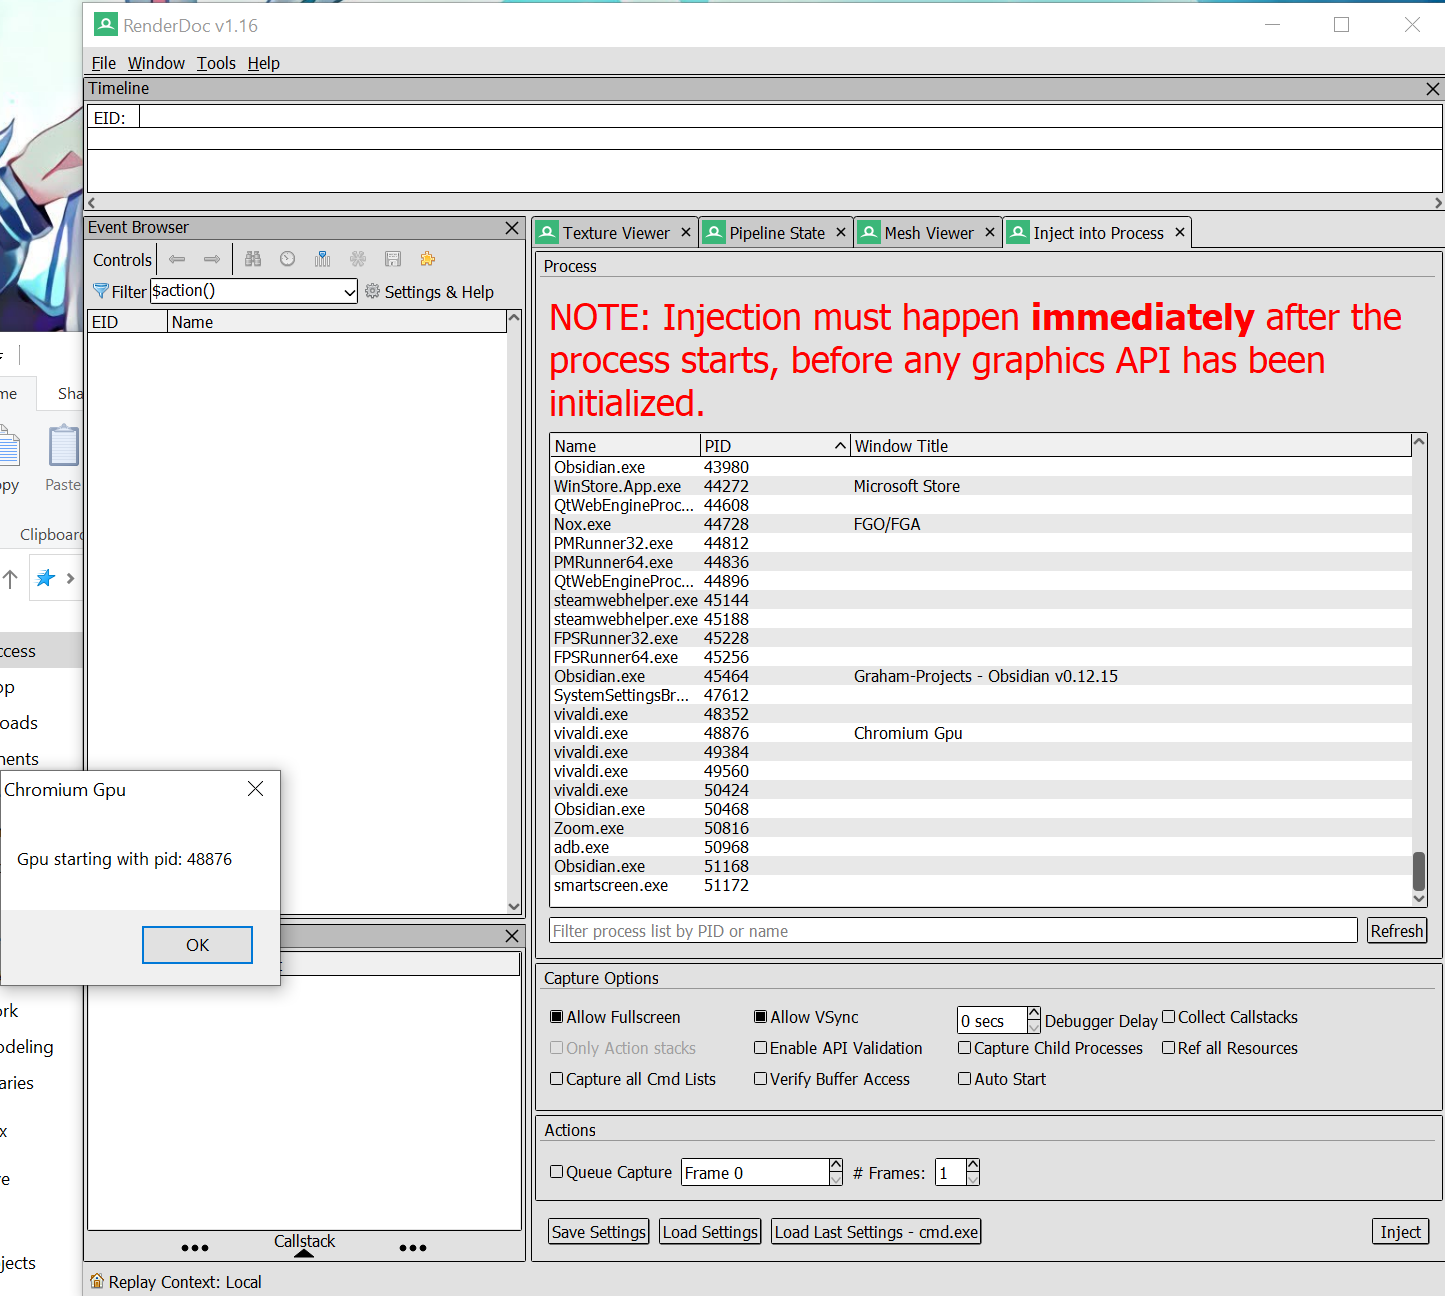 RenderDoc v1.16
File Window Tools Help
Timeline
EID:
Event Browser
Controls
Filter $action() Settings & Help
EID Name
Texture Viewer
Pipeline State
Mesh Viewer
Inject into Process
Process
NOTE: Injection must happen immediately after the
process starts, before any graphics API has been
initialized.
Name PID Window Title
Obsidian.exe 43980
WinStore.App.exe 44272 Microsoft Store
QtWebEngineProc... 44608
Nox.exe 44728 FGO/FGA
PMRunner32.exe 44812
PMRunner64.exe 44836
QtWebEngineProc... 44896
steamwebhelper.exe 45144
steamwebhelper.exe 45188
FPSRunner32.exe 45228
FPSRunner64.exe 45256
Obsidian.exe 45464 Graham-Projects - Obsidian v0.12.15
SystemSettingsBr... 47612
vivaldi.exe 48352
vivaldi.exe 48876 Chromium Gpu
vivaldi.exe 49384
vivaldi.exe 49560
vivaldi.exe 50424
Obsidian.exe 50468
Zoom.exe 50816
adb.exe 50968
Obsidian.exe 51168
smartscreen.exe 51172
Filter process list by PID or name
Refresh
Capture Options
Allow Fullscreen Allow VSync 0 secs Debugger Delay Collect Callstacks
Only Action stacks Enable API Validation Capture Child Processes Ref all Resources
Capture all Cmd Lists Verify Buffer Access Auto Start
Actions
Queue Capture Frame 0 # Frames: 1
Save Settings Load Settings Load Last Settings - cmd.exe Inject
Callstack
Replay Context: Local
Chromium Gpu
Gpu starting with pid: 48876
OK
me Sha
opy Paste
Clipboard
ccess
op
oads
ments
ork
odeling
aries
x
e
jects